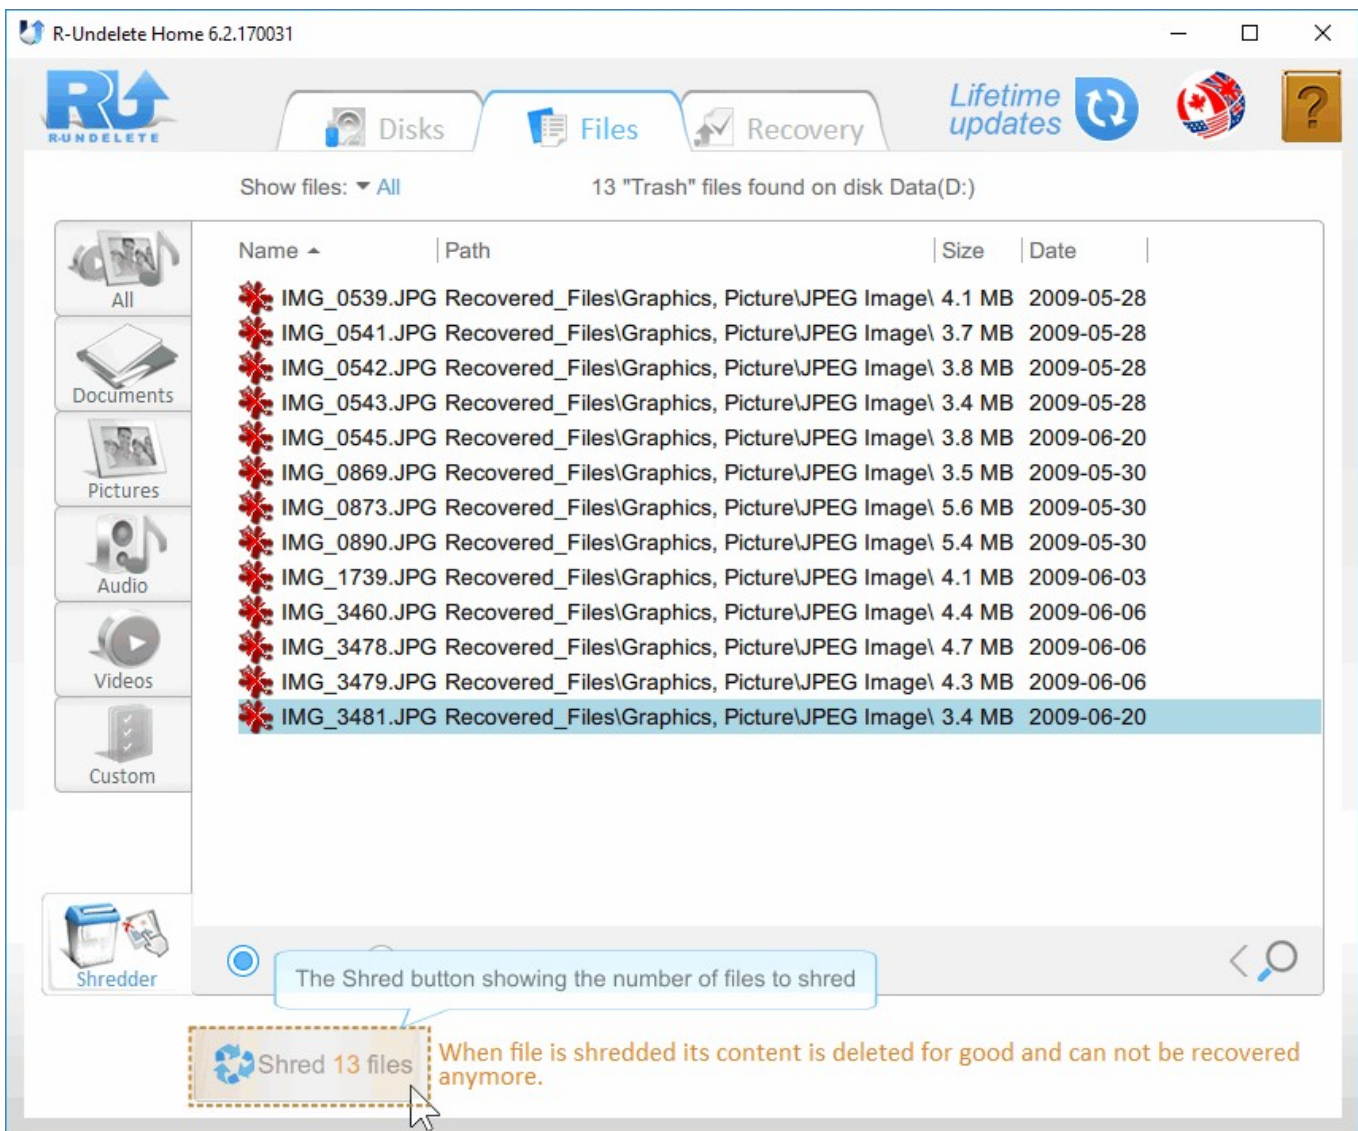 R-Undelete Home 6.2.170031
RU
R-UNDELETE
Disks
Files
Recovery
Lifetime
updates
?
Show files: All
13 "Trash" files found on disk Data(D:)
Name Path Size Date
IMG_0539.JPG Recovered_Files\Graphics, Picture\JPEG Image\ 4.1 MB 2009-05-28
IMG_0541.JPG Recovered_Files\Graphics, Picture\JPEG Image\ 3.7 MB 2009-05-28
IMG_0542.JPG Recovered_Files\Graphics, Picture\JPEG Image\ 3.8 MB 2009-05-28
IMG_0543.JPG Recovered_Files\Graphics, Picture\JPEG Image\ 3.4 MB 2009-05-28
IMG_0545.JPG Recovered_Files\Graphics, Picture\JPEG Image\ 3.8 MB 2009-06-20
IMG_0869.JPG Recovered_Files\Graphics, Picture\JPEG Image\ 3.5 MB 2009-05-30
IMG_0873.JPG Recovered_Files\Graphics, Picture\JPEG Image\ 5.6 MB 2009-05-30
IMG_0890.JPG Recovered_Files\Graphics, Picture\JPEG Image\ 5.4 MB 2009-05-30
IMG_1739.JPG Recovered_Files\Graphics, Picture\JPEG Image\ 4.1 MB 2009-06-03
IMG_3460.JPG Recovered_Files\Graphics, Picture\JPEG Image\ 4.4 MB 2009-06-06
IMG_3478.JPG Recovered_Files\Graphics, Picture\JPEG Image\ 4.7 MB 2009-06-06
IMG_3479.JPG Recovered_Files\Graphics, Picture\JPEG Image\ 4.3 MB 2009-06-06
IMG_3481.JPG Recovered_Files\Graphics, Picture\JPEG Image\ 3.4 MB 2009-06-20
All
Documents
Pictures
Audio
Videos
Custom
Shredder
The Shred button showing the number of files to shred
Shred 13 files
When file is shredded its content is deleted for good and can not be recovered
anymore.